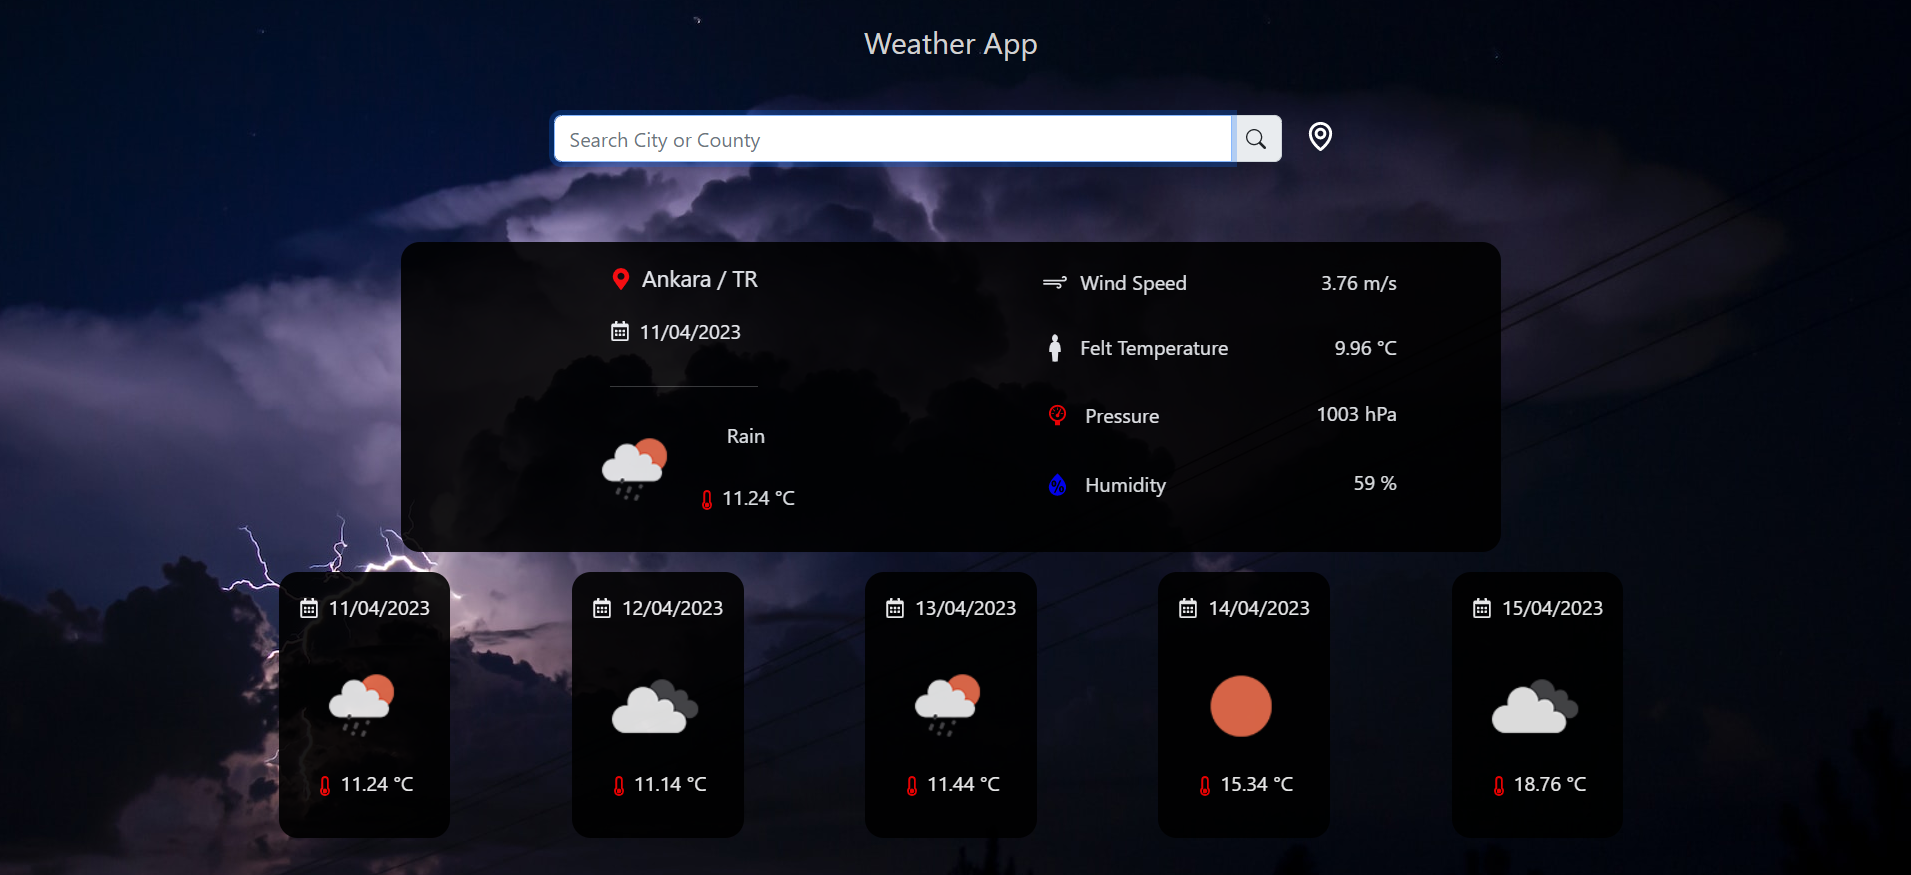 Weather App
Search City or County
Ankara / TR
11/04/2023
Rain
11.24 °C
Wind Speed 3.76 m/s
Felt Temperature 9.96 °C
Pressure 1003 hPa
Humidity 59 %
11/04/2023
11.24 °C
12/04/2023
11.14 °C
13/04/2023
11.44 °C
14/04/2023
15.34 °C
15/04/2023
18.76 °C